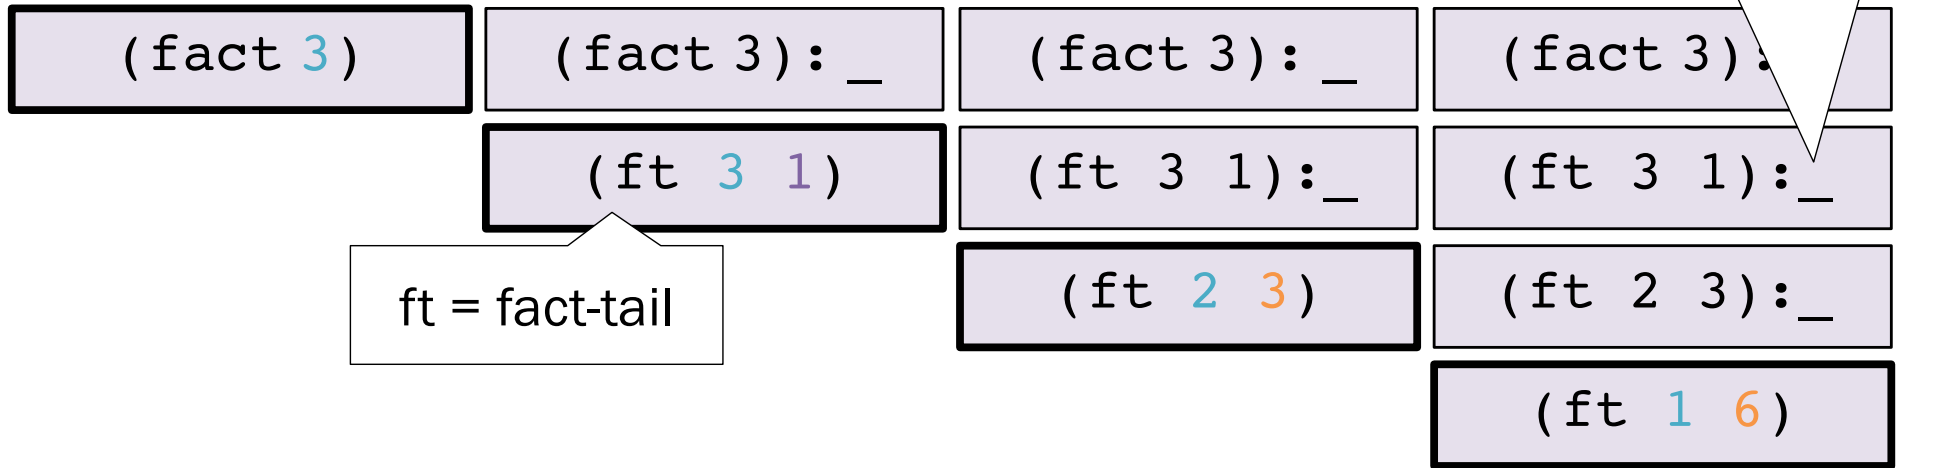 (fact 3) (fact 3):_ (fact 3):_ (fact 3):
(ft 3 1) (ft 3 1):_ (ft 3 1):_
ft = fact-tail
(ft 2 3) (ft 2 3):_
(ft 1 6)